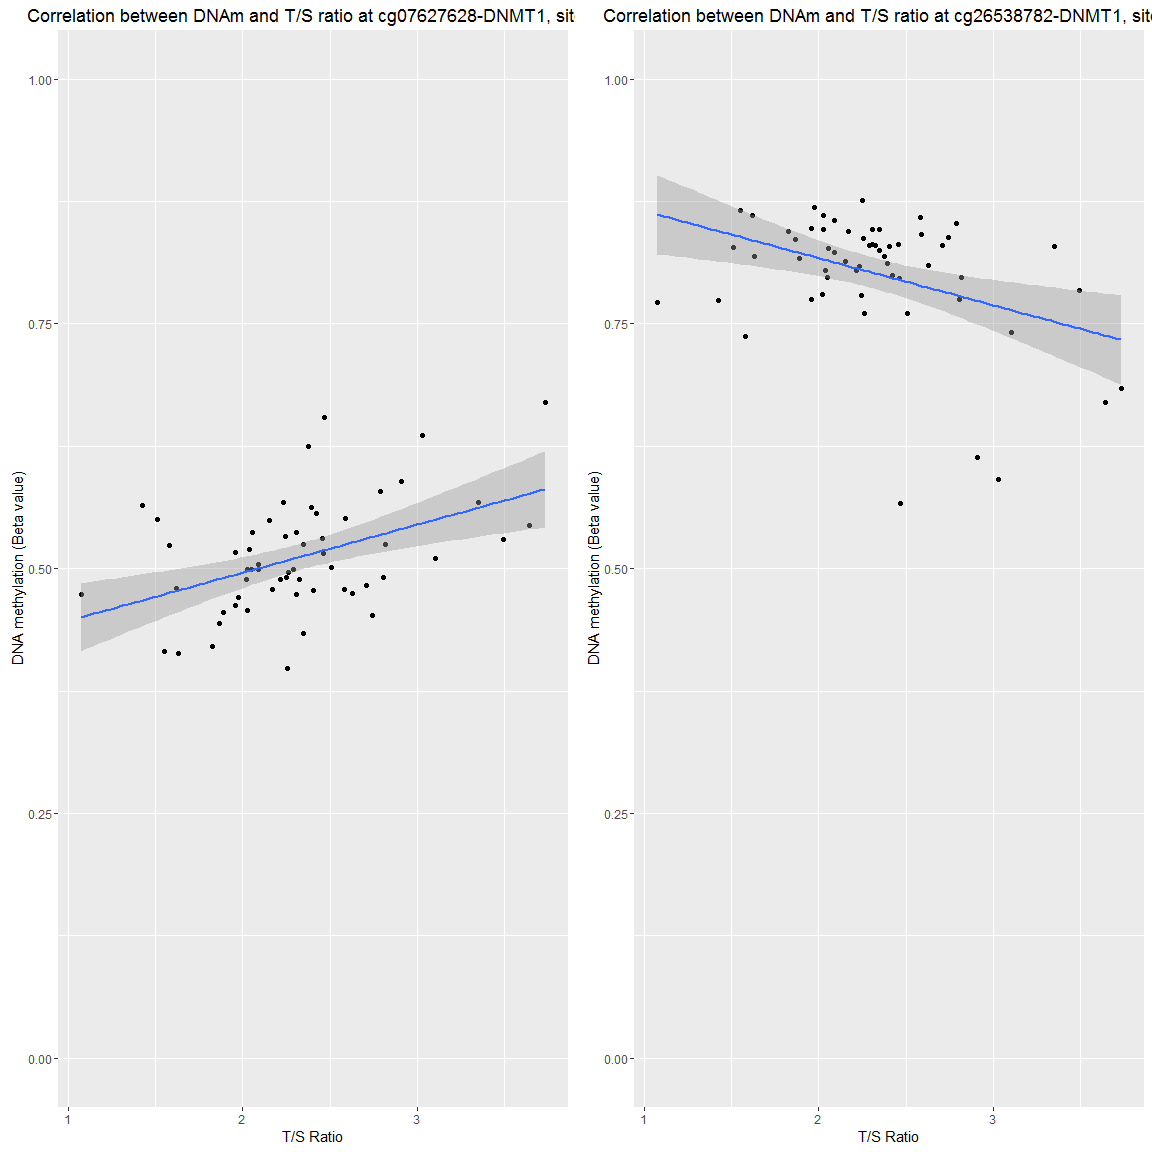 Correlation between DNAm and T/S ratio at cg07627628-DNMT1, sit
1.00
0.75
0.50
0.25
0.00
DNA methylation (Beta value)
1 2 3
T/S Ratio
Correlation between DNAm and T/S ratio at cg26538782-DNMT1, sit
1.00
0.75
0.50
0.25
0.00
DNA methylation (Beta value)
1 2 3
T/S Ratio